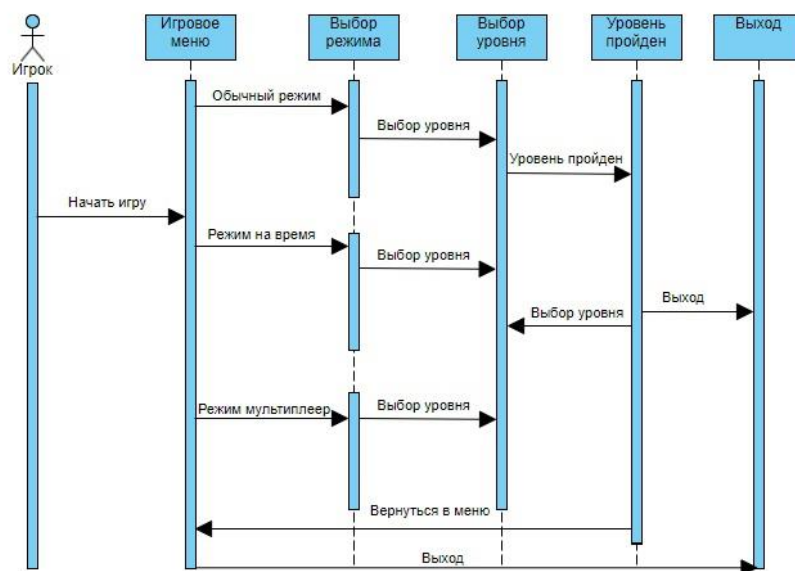 Игрок
Игровое
меню
Выбор
режима
Выбор
уровня
Уровень
пройден
Выход
Обычный режим
Выбор уровня
Уровень пройден
Начать игру
Режим на время
Выбор уровня
Выход
Выбор уровня
Режим мультиплеер
Выбор уровня
Вернуться в меню
Выход